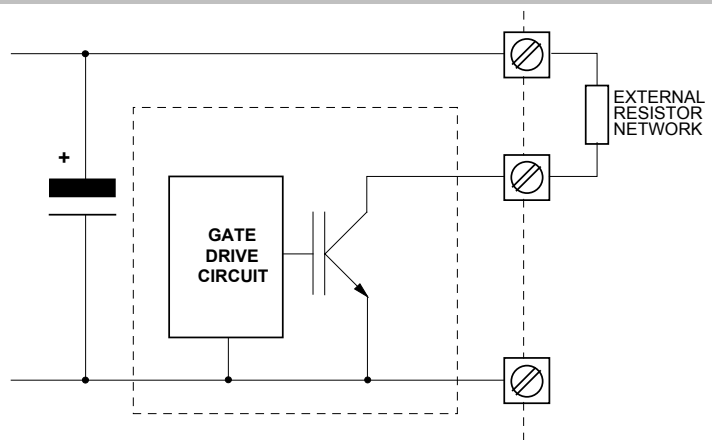 EXTERNAL
RESISTOR
NETWORK
+
GATE
DRIVE
CIRCUIT